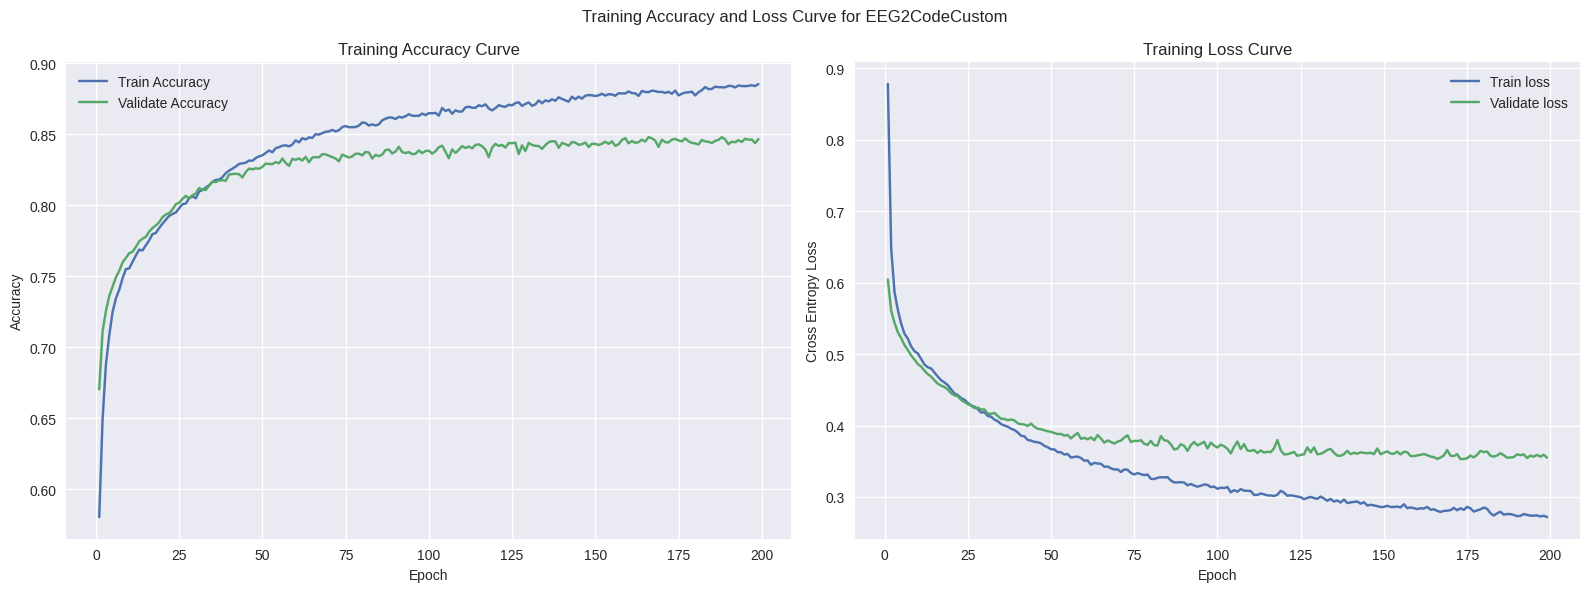 Training Accuracy and Loss Curve for EEG2CodeCustom
Training Accuracy Curve
Train Accuracy
Validate Accuracy
0.90
0.85
0.80
0.75
0.70
0.65
0.60
Accuracy
0 25 50 75 100 125 150 175 200
Epoch
Training Loss Curve
Train loss
Validate loss
0.9
0.8
0.7
0.6
0.5
0.4
0.3
Cross Entropy Loss
0 25 50 75 100 125 150 175 200
Epoch